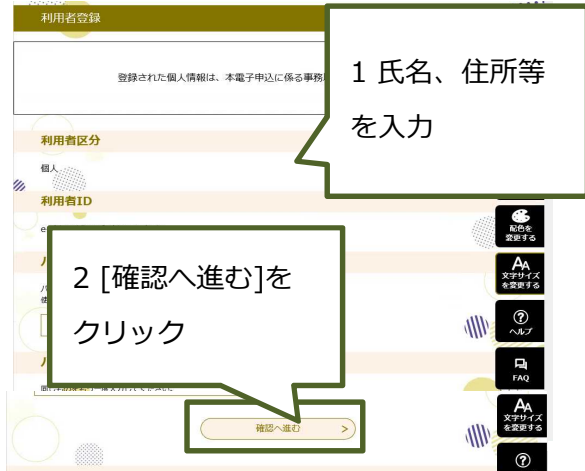 利用者登録
登録された個人情報は、本電子申込に係る事務
1 氏名、住所等
を入力
利用者区分
個人
利用者ID
2 [確認へ進む]を
クリック
配色を
変更する
文字サイズ
を変更する
ヘルプ
FAQ
確認へ進む
文字サイズ
を変更する